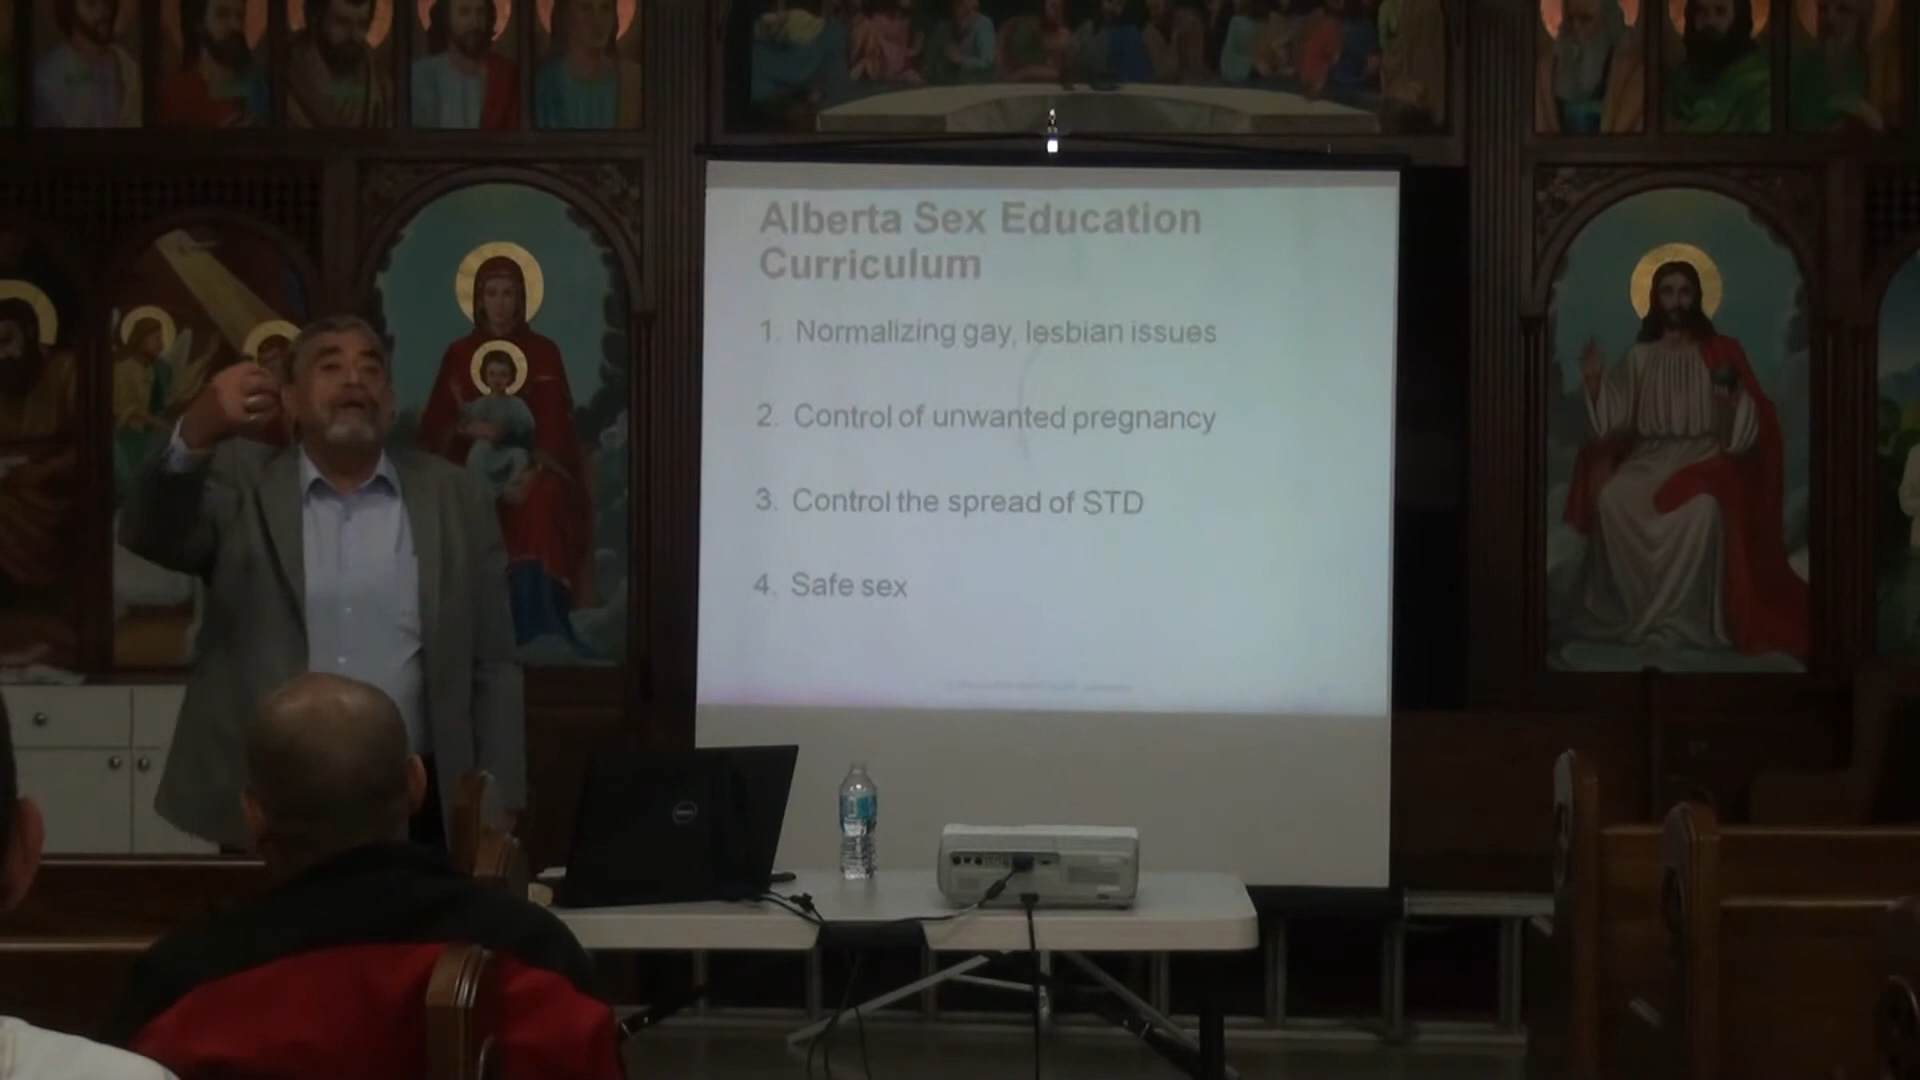 Alberta Sex Education
Curriculum
1. Normalizing gay, lesbian issues
2. Control of unwanted pregnancy
3. Control the spread of STD
4. Safe sex